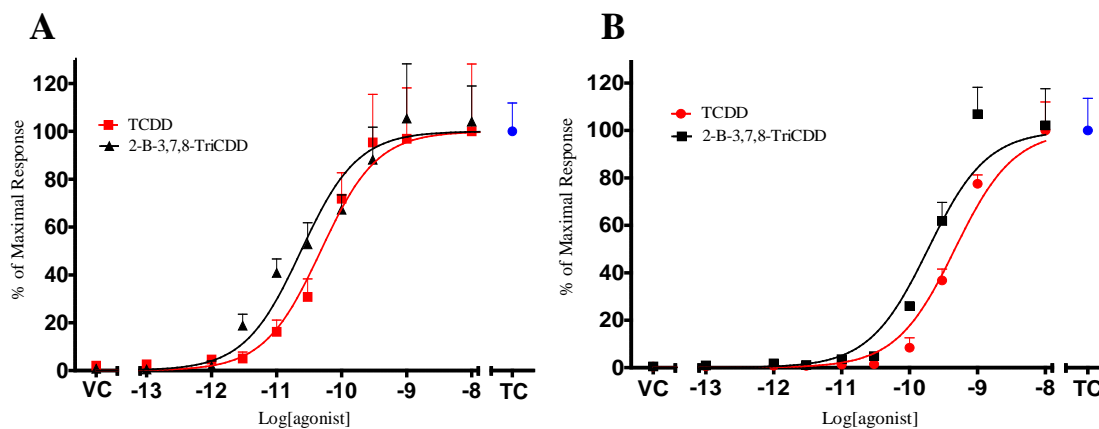 A
% of Maximal Response
120
100
80
60
40
20
0
TCDD
2-B-3,7,8-TriCDD
VC -13 -12 -11 -10 -9 -8 TC
Log[agonist]
B
% of Maximal Response
120
100
80
60
40
20
0
TCDD
2-B-3,7,8-TriCDD
VC -13 -12 -11 -10 -9 -8 TC
Log[agonist]